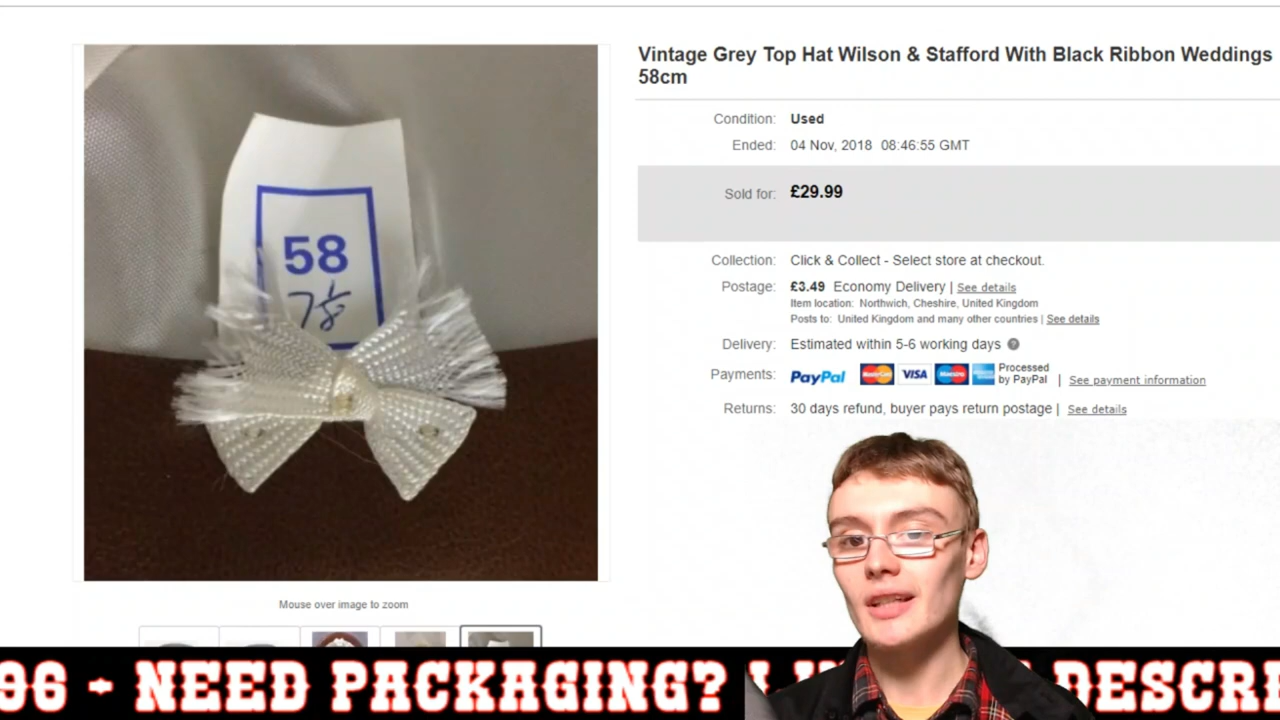 Vintage Grey Top Hat Wilson & Stafford With Black Ribbon Weddings
58cm
Condition: Used
Ended: 04 Nov, 2018 08:46:55 GMT
Sold for: £29.99
Collection: Click & Collect - Select store at checkout.
Postage: £3.49 Economy Delivery | See details
Item location: Northwich, Cheshire, United Kingdom
Posts to: United Kingdom and many other countries | See details
Delivery: Estimated within 5-6 working days
Payments: PayPal MasterCard VISA Maestro Processed by PayPal | See payment information
Returns: 30 days refund, buyer pays return postage | See details
58
7⅛
Mouse over image to zoom
96 - NEED PACKAGING? DESCR